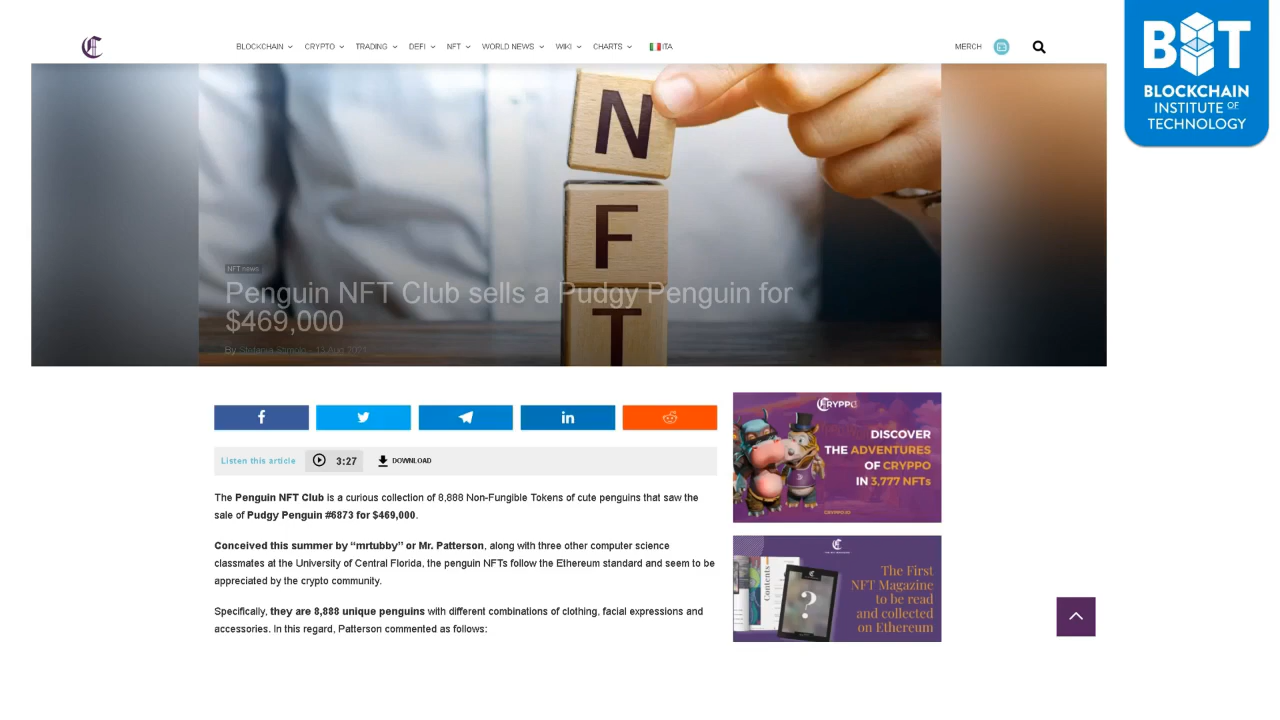 BLOCKCHAIN CRYPTO TRADING DEFI NFT WORLD NEWS WIKI CHARTS ITA MERCH
BIT
BLOCKCHAIN
INSTITUTE OF
TECHNOLOGY
N
F
T
NFT news
Penguin NFT Club sells a Pudgy Penguin for
$469,000
By
Listen this article 3:27 DOWNLOAD
The Penguin NFT Club is a curious collection of 8,888 Non-Fungible Tokens of cute penguins that saw the
sale of Pudgy Penguin #6873 for $469,000.
Conceived this summer by “mrtubby” or Mr. Patterson, along with three other computer science
classmates at the University of Central Florida, the penguin NFTs follow the Ethereum standard and seem to be
appreciated by the crypto community.
Specifically, they are 8,888 unique penguins with different combinations of clothing, facial expressions and
accessories. In this regard, Patterson commented as follows:
CRYPPO
DISCOVER
THE ADVENTURES
OF CRYPPO
IN 3,777 NFTs
CRYPPO.IO
Contents
?
The First
NFT Magazine
to be read
and collected
on Ethereum